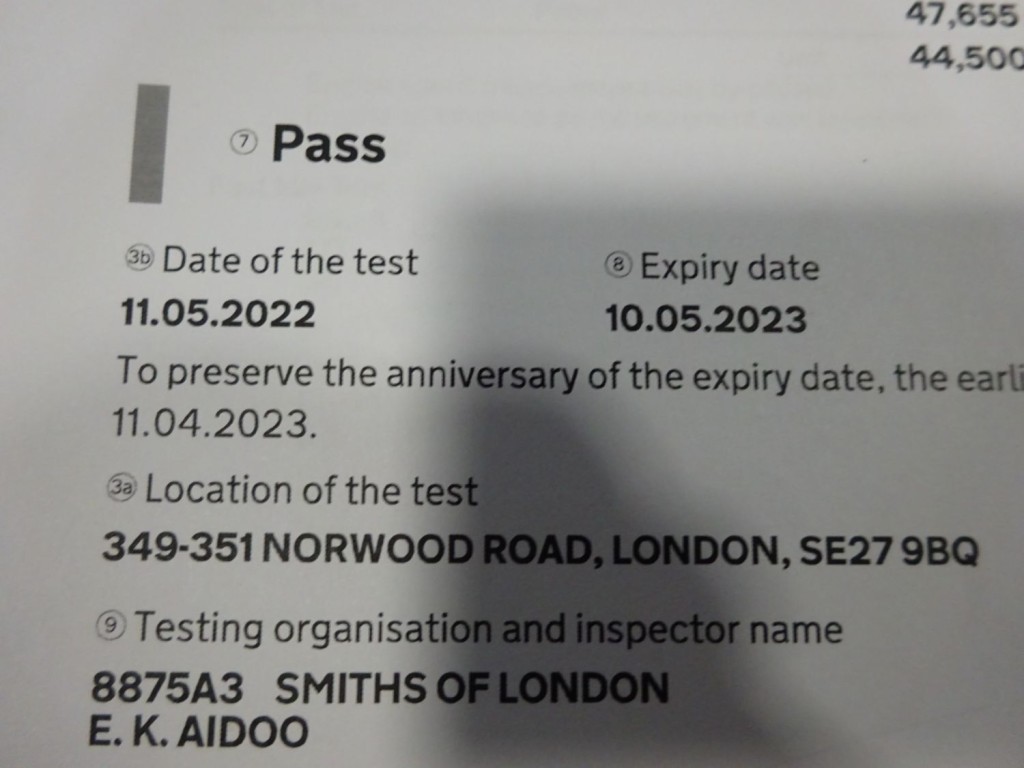 47,655
44,500
7 Pass
3b Date of the test
8 Expiry date
11.05.2022
10.05.2023
To preserve the anniversary of the expiry date, the
11.04.2023.
3a Location of the test
349-351 NORWOOD ROAD, LONDON, SE27 9BQ
9 Testing organisation and inspector name
8875A3 SMITHS OF LONDON
E. K. AIDOO